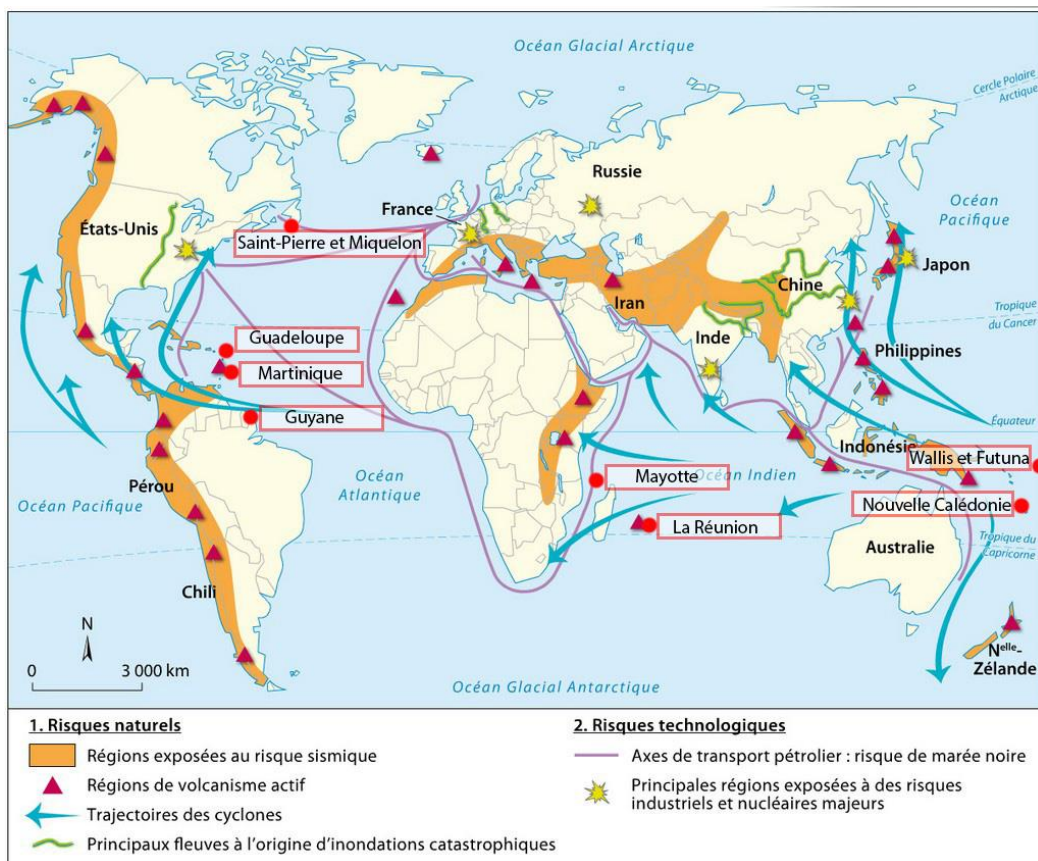 Océan Glacial Arctique
Cercle Polaire
Arctique
Russie
Océan
Pacifique
France
États-Unis
Saint-Pierre et Miquelon
Japon
Chine
Iran
Tropique
du Cancer
Inde
Guadeloupe
Philippines
Martinique
Guyane
Équateur
Indonésie
Wallis et Futuna
Océan
Atlantique
Mayotte
Océan Indien
Pérou
Océan Pacifique
Nouvelle Calédonie
La Réunion
Tropique du
Capricorne
Australie
Chili
N
0 3 000 km
Nelle-
Zélande
Océan Glacial Antarctique
1. Risques naturels
Régions exposées au risque sismique
Régions de volcanisme actif
Trajectoires des cyclones
Principaux fleuves à l'origine d'inondations catastrophiques
2. Risques technologiques
Axes de transport pétrolier : risque de marée noire
Principales régions exposées à des risques
industriels et nucléaires majeurs